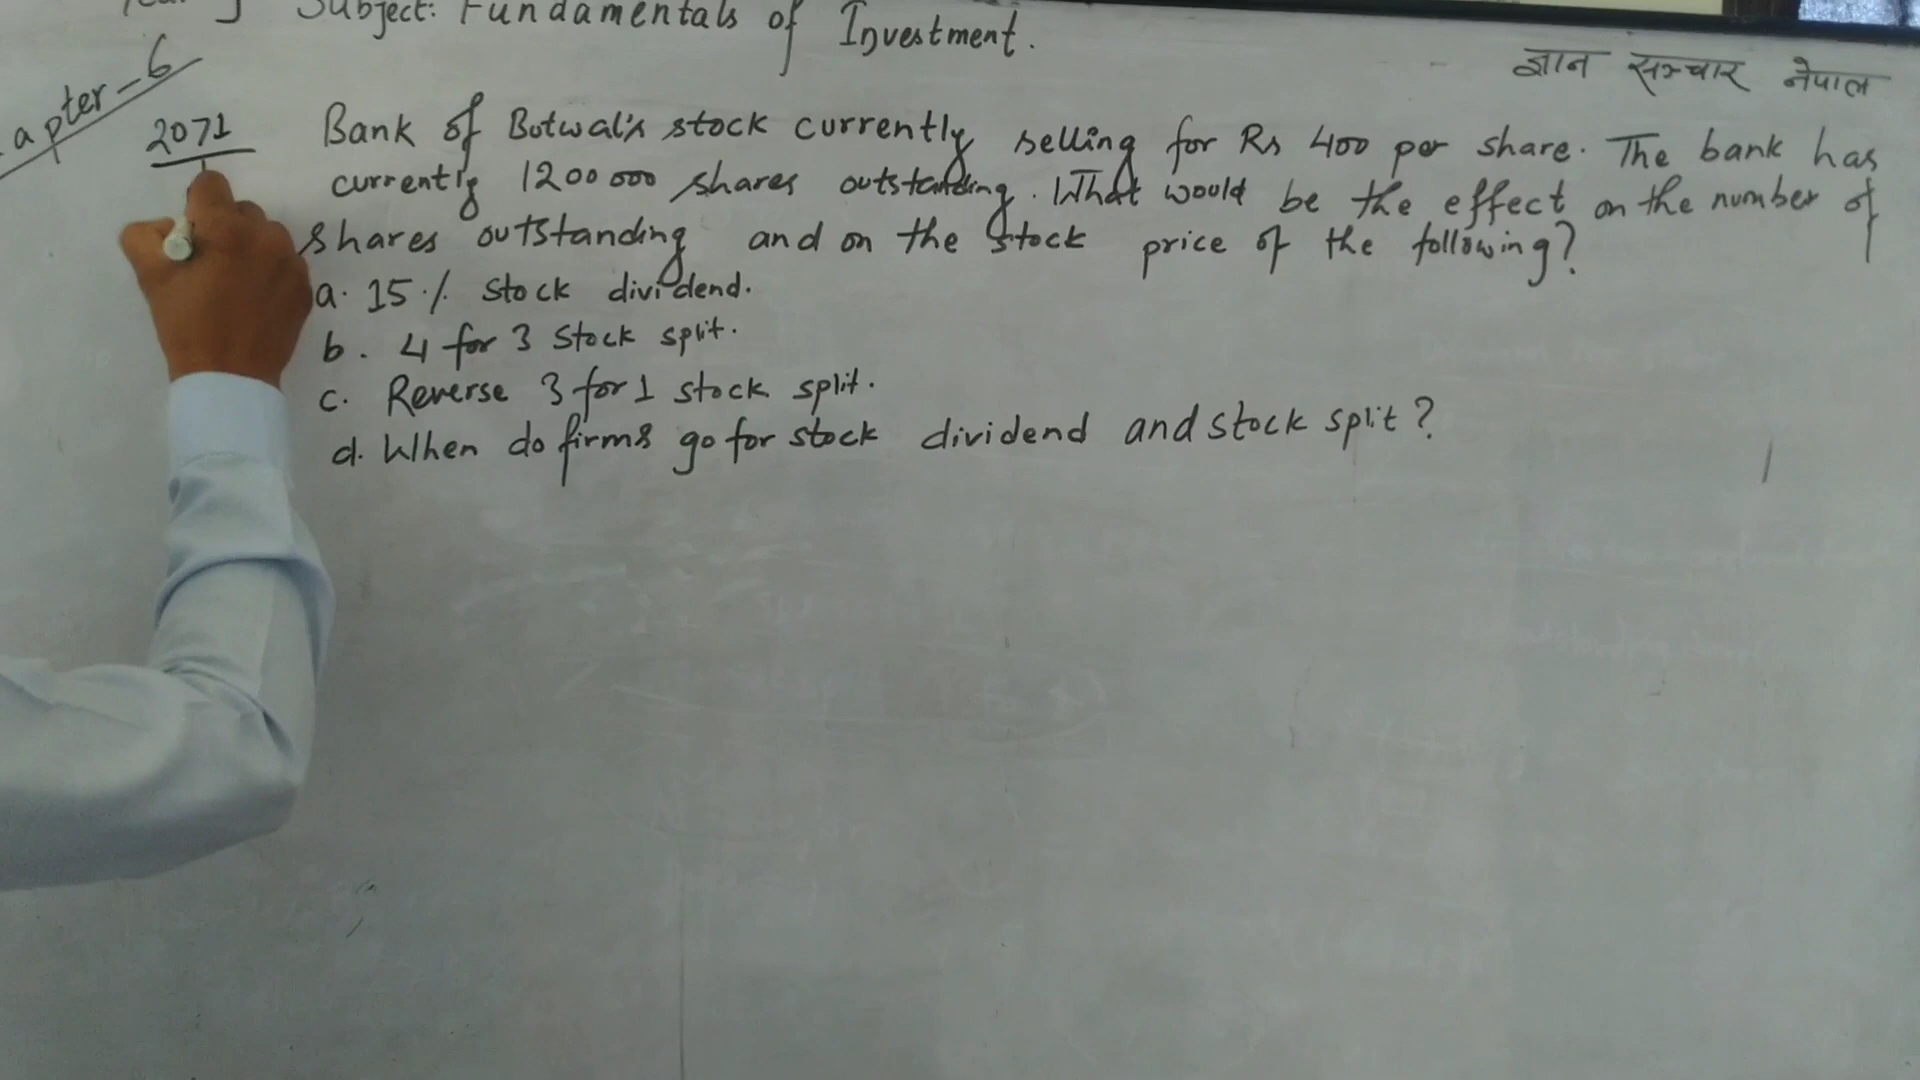 Subject: Fundamentals of Investment.
ज्ञान सञ्चार नेपाल
apter-6
2071
Bank of Butwal's stock currently selling for Rs 400 per share. The bank has
currently 1200000 shares outstanding. What would be the effect on the number of
shares outstanding and on the stock price of the following?
a. 15% stock dividend.
b. 4 for 3 stock split.
c. Reverse 3 for 1 stock split.
d. When do firms go for stock dividend and stock split?